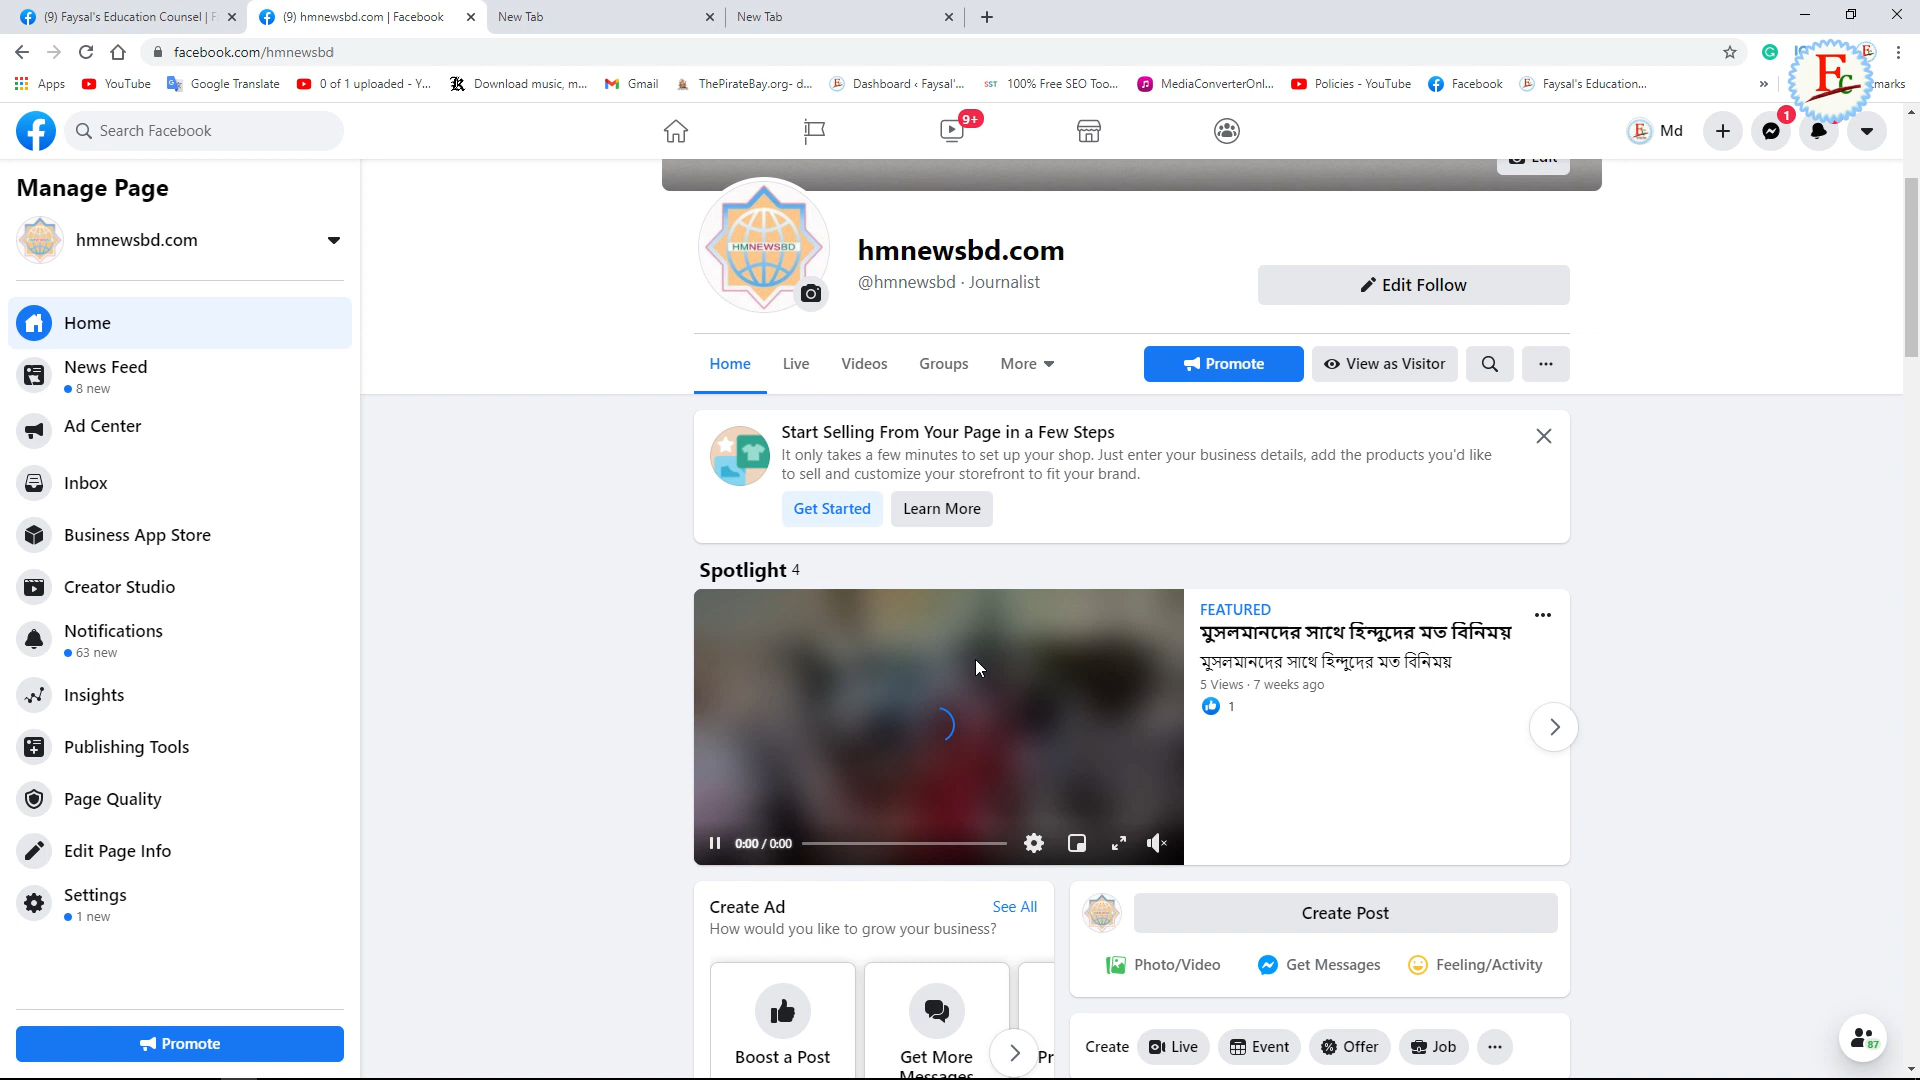 (9) Faysal's Education Counsel | F
(9) hmnewsbd.com | Facebook
New Tab
New Tab
facebook.com/hmnewsbd
Apps
YouTube
Google Translate
0 of 1 uploaded - Y...
Download music, m...
Gmail
ThePirateBay.org- d...
Dashboard ‹ Faysal'...
SST 100% Free SEO Too...
MediaConverterOnl...
Policies - YouTube
Facebook
Faysal's Education...
»
marks
Ec
Search Facebook
9+
Md
1
Manage Page
hmnewsbd.com
Home
News Feed
8 new
Ad Center
Inbox
Business App Store
Creator Studio
Notifications
63 new
Insights
Publishing Tools
Page Quality
Edit Page Info
Settings
1 new
Promote
Edit
HMNEWSBD
hmnewsbd.com
@hmnewsbd · Journalist
Edit Follow
Home
Live
Videos
Groups
More
Promote
View as Visitor
Start Selling From Your Page in a Few Steps
It only takes a few minutes to set up your shop. Just enter your business details, add the products you'd like
to sell and customize your storefront to fit your brand.
Get Started
Learn More
Spotlight 4
0:00 / 0:00
FEATURED
মুসলমানদের সাথে হিন্দুদের মত বিনিময়
মুসলমানদের সাথে হিন্দুদের মত বিনিময়
5 Views · 7 weeks ago
1
Create Ad
See All
How would you like to grow your business?
Boost a Post
Get More
Messages
Pr
Create Post
Photo/Video
Get Messages
Feeling/Activity
Create
Live
Event
Offer
Job
87